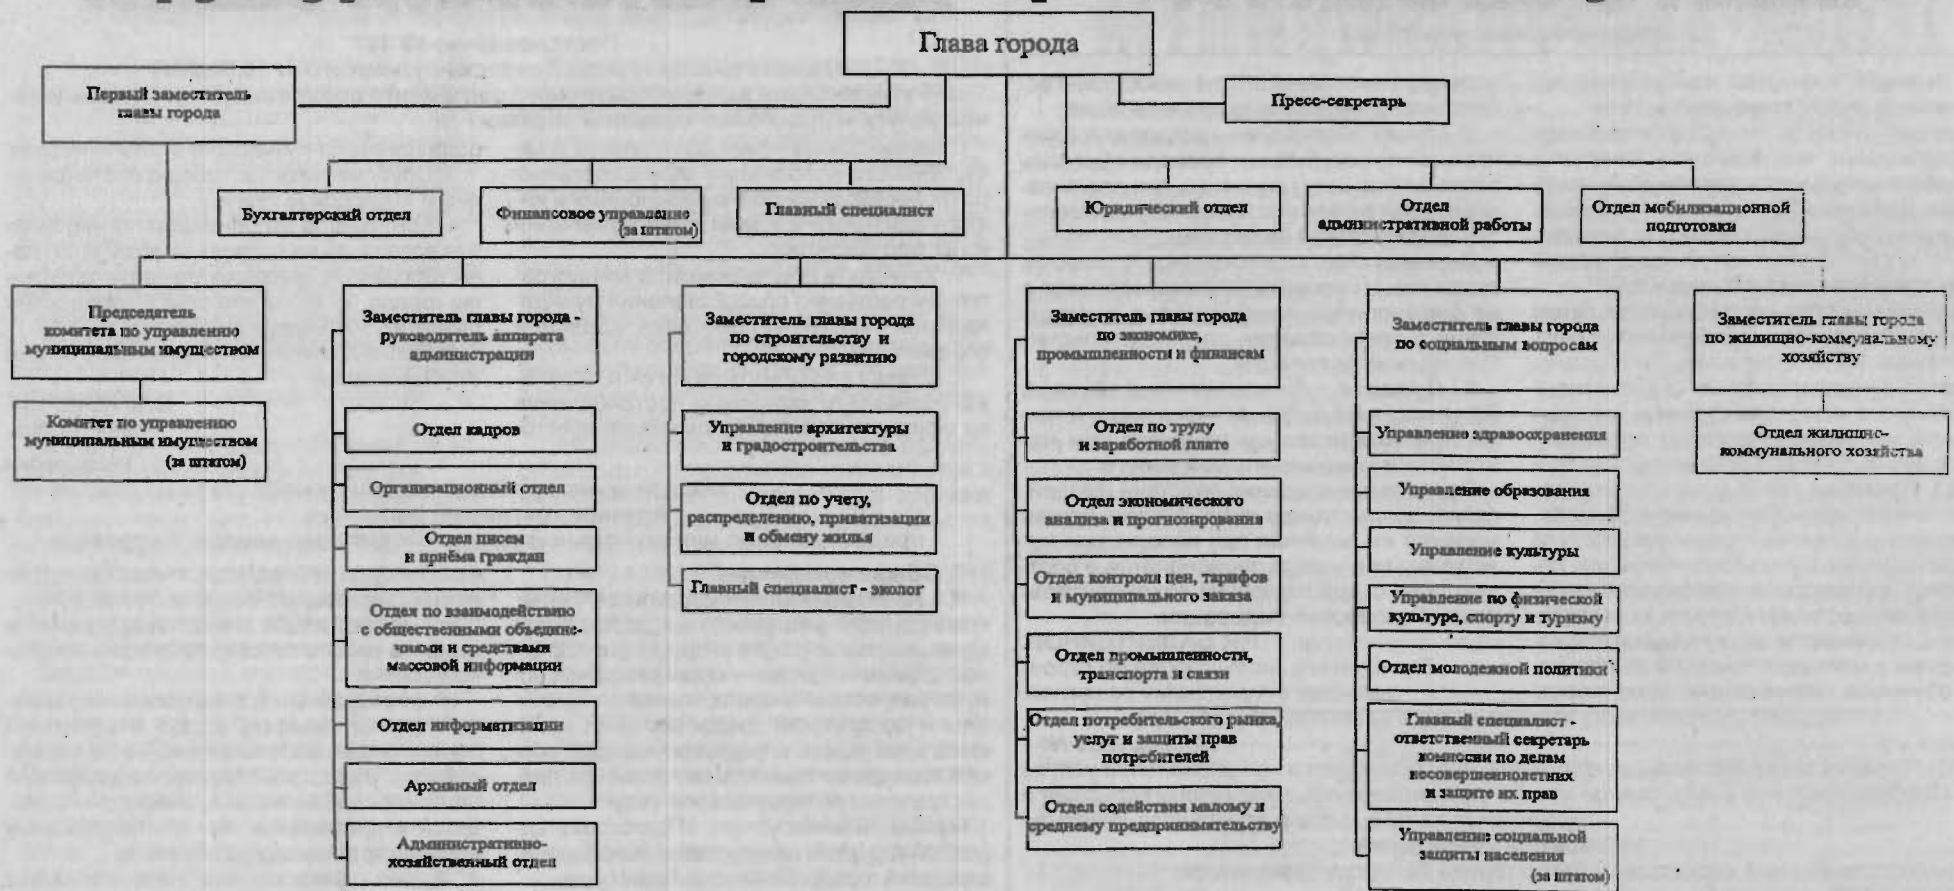 Глава города
Первый заместитель
главы города
Пресс-секретарь
Бухгалтерский отдел
Финансовое управление
(за штатом)
Главный специалист
Юридический отдел
Отдел
административной работы
Отдел мобилизационной
подготовки
Председатель
комитета по управлению
муниципальным имуществом
Комитет по управлению
муниципальным имуществом
(за штатом)
Заместитель главы города -
руководитель аппарата
администрации
Отдел кадров
Организационный отдел
Отдел писем
и приёма граждан
Отдел по взаимодействию
с общественными объедине-
ниями и средствами
массовой информации
Отдел информатизации
Архивный отдел
Административно-
хозяйственный отдел
Заместитель главы города
по строительству и
городскому развитию
Управление архитектуры
и градостроительства
Отдел по учету,
распределению, приватизации
и обмену жилья
Главный специалист - эколог
Заместитель главы города
по экономике,
промышленности и финансам
Отдел по труду
и заработной плате
Отдел экономического
анализа и прогнозирования
Отдел контроля цен, тарифов
и муниципального заказа
Отдел промышленности,
транспорта и связи
Отдел потребительского рынка,
услуг и защиты прав
потребителей
Отдел содействия малому и
среднему предпринимательству
Заместитель главы города
по социальным вопросам
Управление здравоохранения
Управление образования
Управление культуры
Управление по физической
культуре, спорту и туризму
Отдел молодежной политики
Главный специалист -
ответственный секретарь
комиссии по делам
несовершеннолетних
и защите их прав
Управление социальной
защиты населения
(за штатом)
Заместитель главы города
по жилищно-коммунальному
хозяйству
Отдел жилищно-
коммунального хозяйства